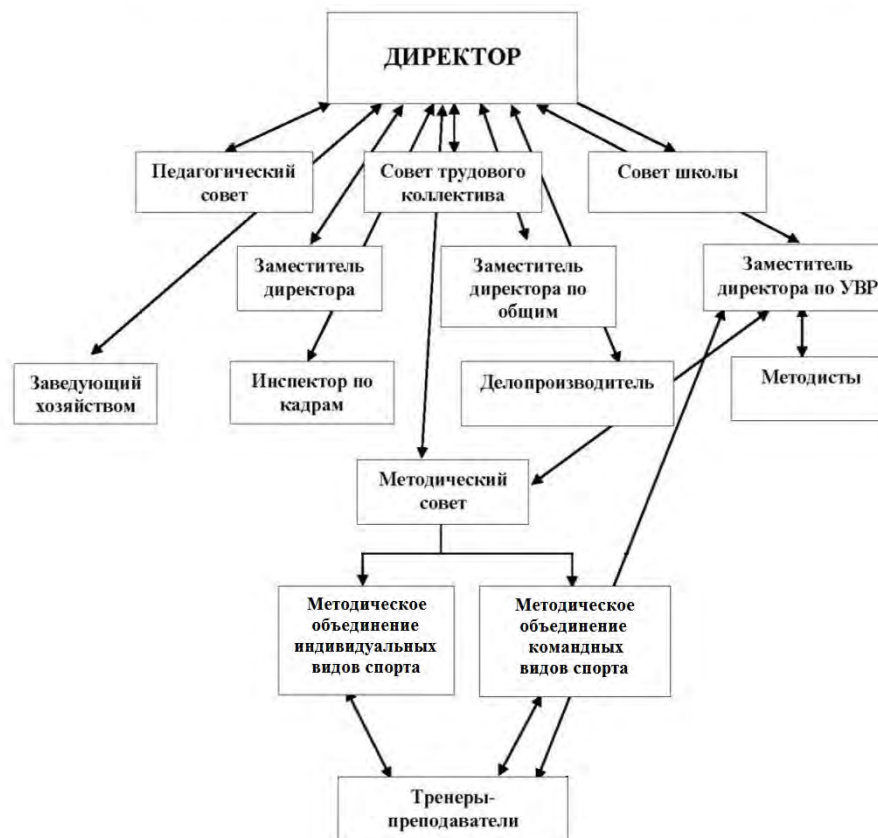 ДИРЕКТОР
Педагогический
совет
Совет трудового
коллектива
Совет школы
Заместитель
директора
Заместитель
директора по
общим
Заместитель
директора по УВР
Заведующий
хозяйством
Инспектор по
кадрам
Делопроизводитель
Методисты
Методический
совет
Методическое
объединение
индивидуальных
видов спорта
Методическое
объединение
командных
видов спорта
Тренеры-
преподаватели